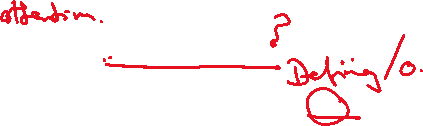 attention.
?
Defining / o.